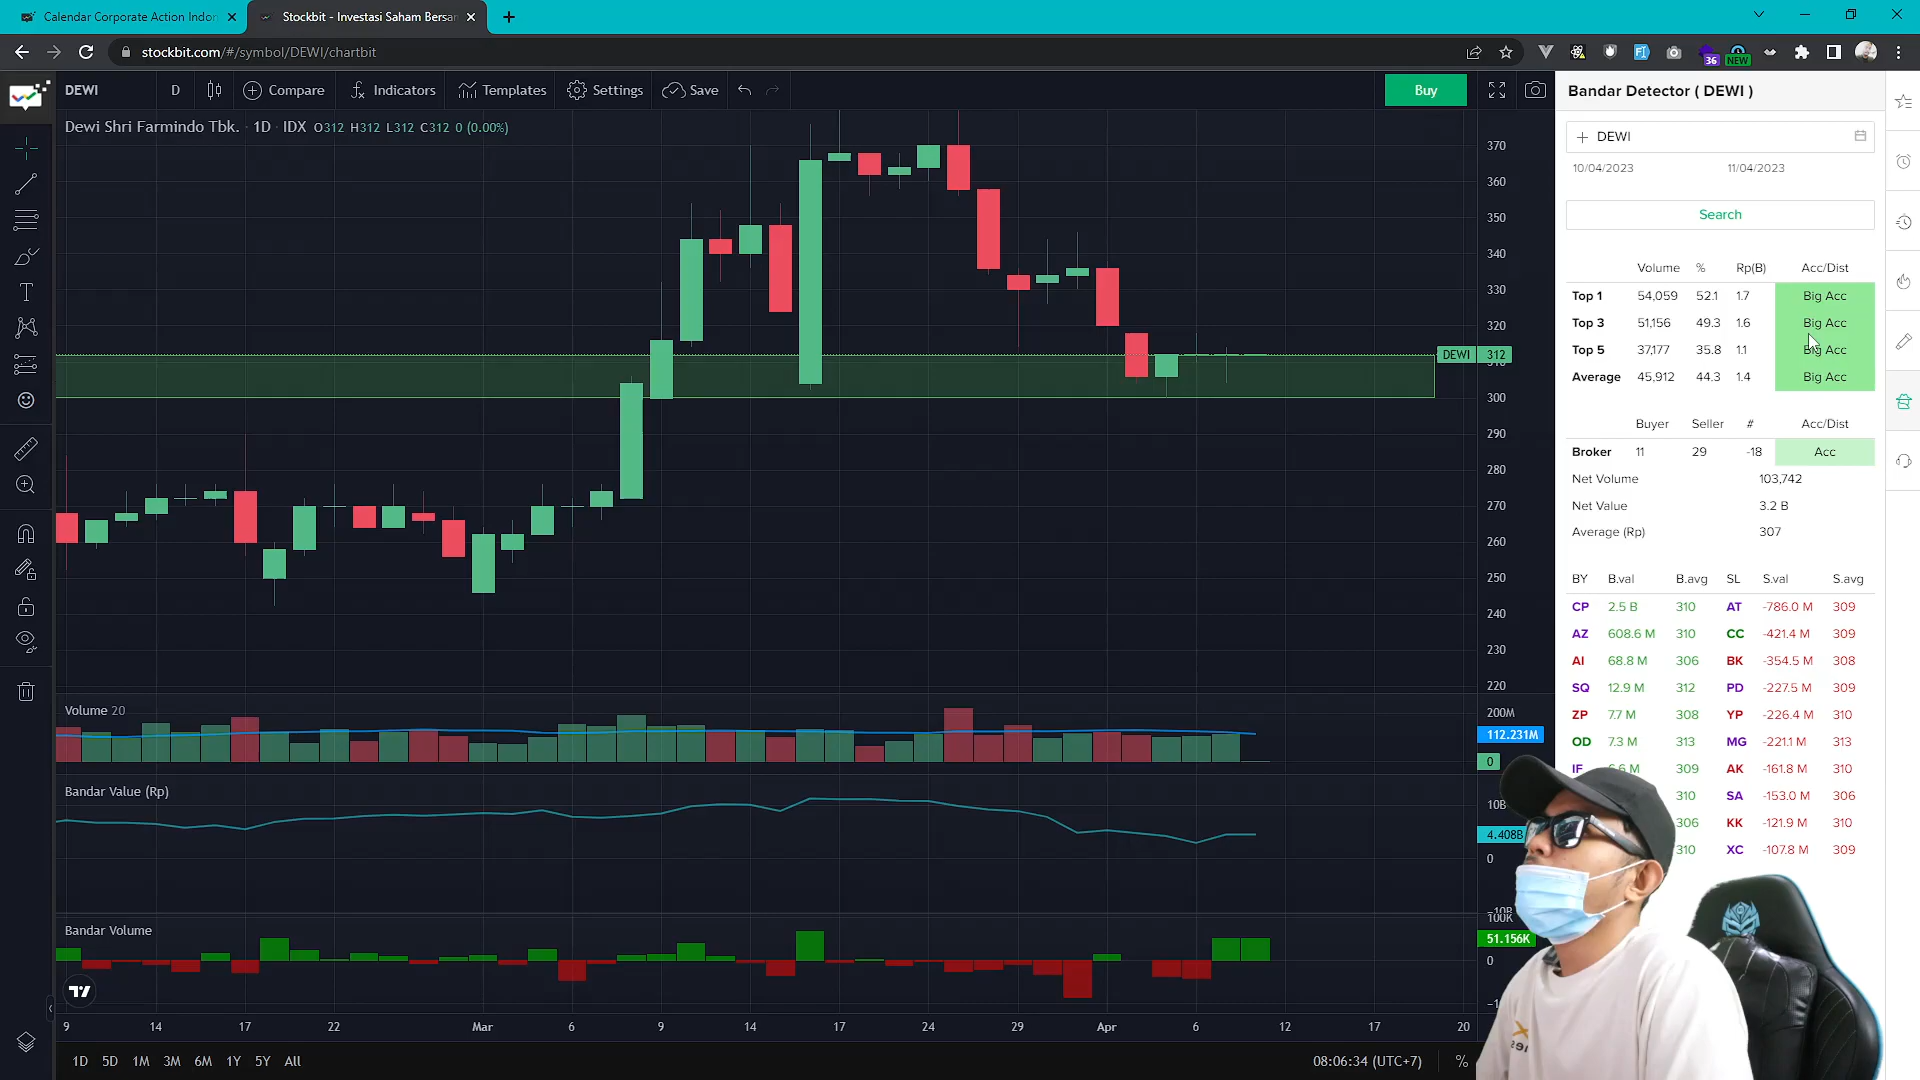 Calendar Corporate Action Indon
Stockbit - Investasi Saham Bersam
stockbit.com/#/symbol/DEWI/chartbit
36
NEW
DEWI
D
Compare
Indicators
Templates
Settings
Save
Buy
Dewi Shri Farmindo Tbk. · 1D · IDX O312 H312 L312 C312 0 (0.00%)
370
360
350
340
330
320
DEWI 312
300
290
280
270
260
250
240
230
220
Volume 20
200M
112.231M
0
Bandar Value (Rp)
4.408B
0
Bandar Volume
100K
51.156K
0
9 14 17 22 Mar 6 9 14 17 24 29 Apr 6 12 17 20
1D 5D 1M 3M 6M 1Y 5Y All
08:06:34 (UTC+7)
%
Bandar Detector ( DEWI )
DEWI
10/04/2023 11/04/2023
Search
Volume % Rp(B) Acc/Dist
Top 1 54,059 52.1 1.7 Big Acc
Top 3 51,156 49.3 1.6 Big Acc
Top 5 37,177 35.8 1.1 Big Acc
Average 45,912 44.3 1.4 Big Acc
Buyer Seller # Acc/Dist
Broker 11 29 -18 Acc
Net Volume 103,742
Net Value 3.2 B
Average (Rp) 307
BY B.val B.avg SL S.val S.avg
CP 2.5 B 310 AT -786.0 M 309
AZ 608.6 M 310 CC -421.4 M 309
AI 68.8 M 306 BK -354.5 M 308
SQ 12.9 M 312 PD -227.5 M 309
ZP 7.7 M 308 YP -226.4 M 310
OD 7.3 M 313 MG -221.1 M 313
IF 6.6 M 309 AK -161.8 M 310
310 SA -153.0 M 306
306 KK -121.9 M 310
310 XC -107.8 M 309